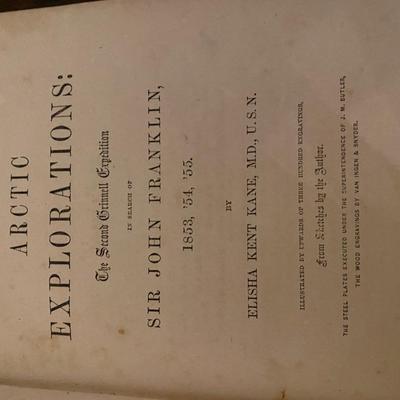 ARCTIC
EXPLORATIONS:
The Second Grinnell Expedition
IN SEARCH OF
SIR JOHN FRANKLIN,
1853, '54, '55.
BY
ELISHA KENT KANE, M.D., U.S.N.
ILLUSTRATED BY UPWARDS OF THREE HUNDRED ENGRAVINGS,
From Sketches by the Author.
THE STEEL PLATES EXECUTED UNDER THE SUPERINTENDENCE OF J. M. BUTLER,
THE WOOD ENGRAVINGS BY VAN INGEN & SNYDER.